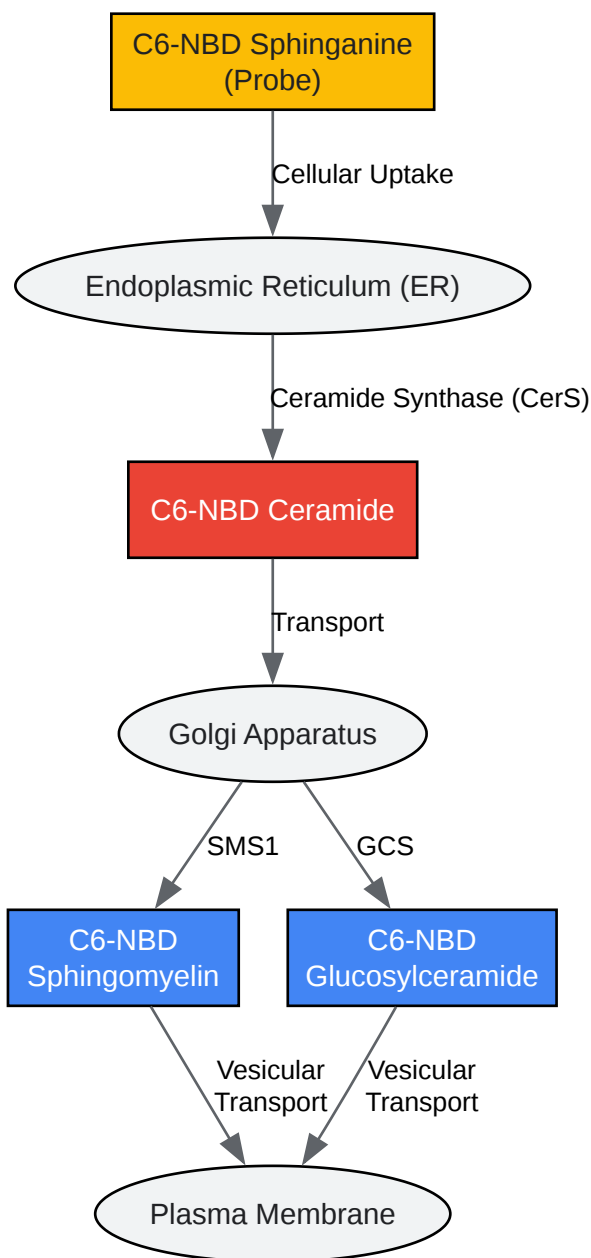 C6-NBD Sphinganine
(Probe)
Cellular Uptake
Endoplasmic Reticulum (ER)
Ceramide Synthase (CerS)
C6-NBD Ceramide
Transport
Golgi Apparatus
SMS1
GCS
C6-NBD
Sphingomyelin
C6-NBD
Glucosylceramide
Vesicular
Transport
Vesicular
Transport
Plasma Membrane